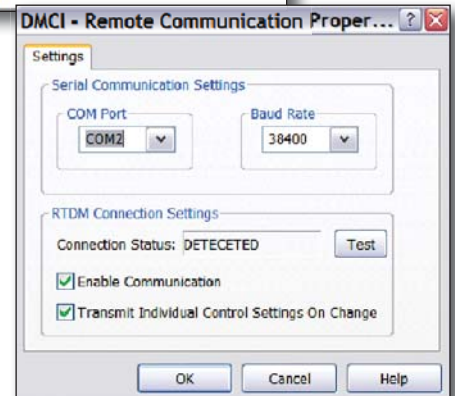 DMCI - Remote Communication Proper...
Settings
Serial Communication Settings
COM Port
Baud Rate
COM2
38400
RTDM Connection Settings
Connection Status: DETECETED
Test
Enable Communication
Transmit Individual Control Settings On Change
OK
Cancel
Help